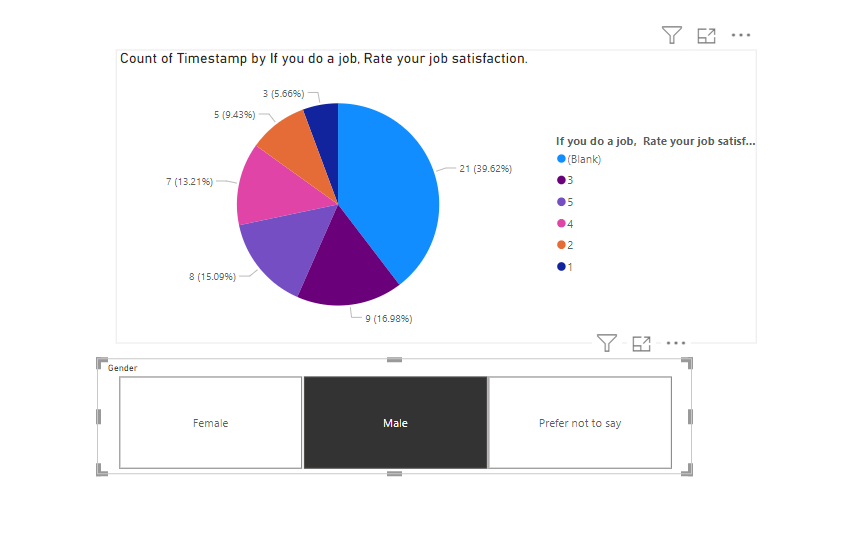 Count of Timestamp by If you do a job, Rate your job satisfaction.
3 (5.66%)
5 (9.43%)
7 (13.21%)
8 (15.09%)
9 (16.98%)
21 (39.62%)
If you do a job, Rate your job satisf...
(Blank)
3
5
4
2
1
Gender
Female
Male
Prefer not to say